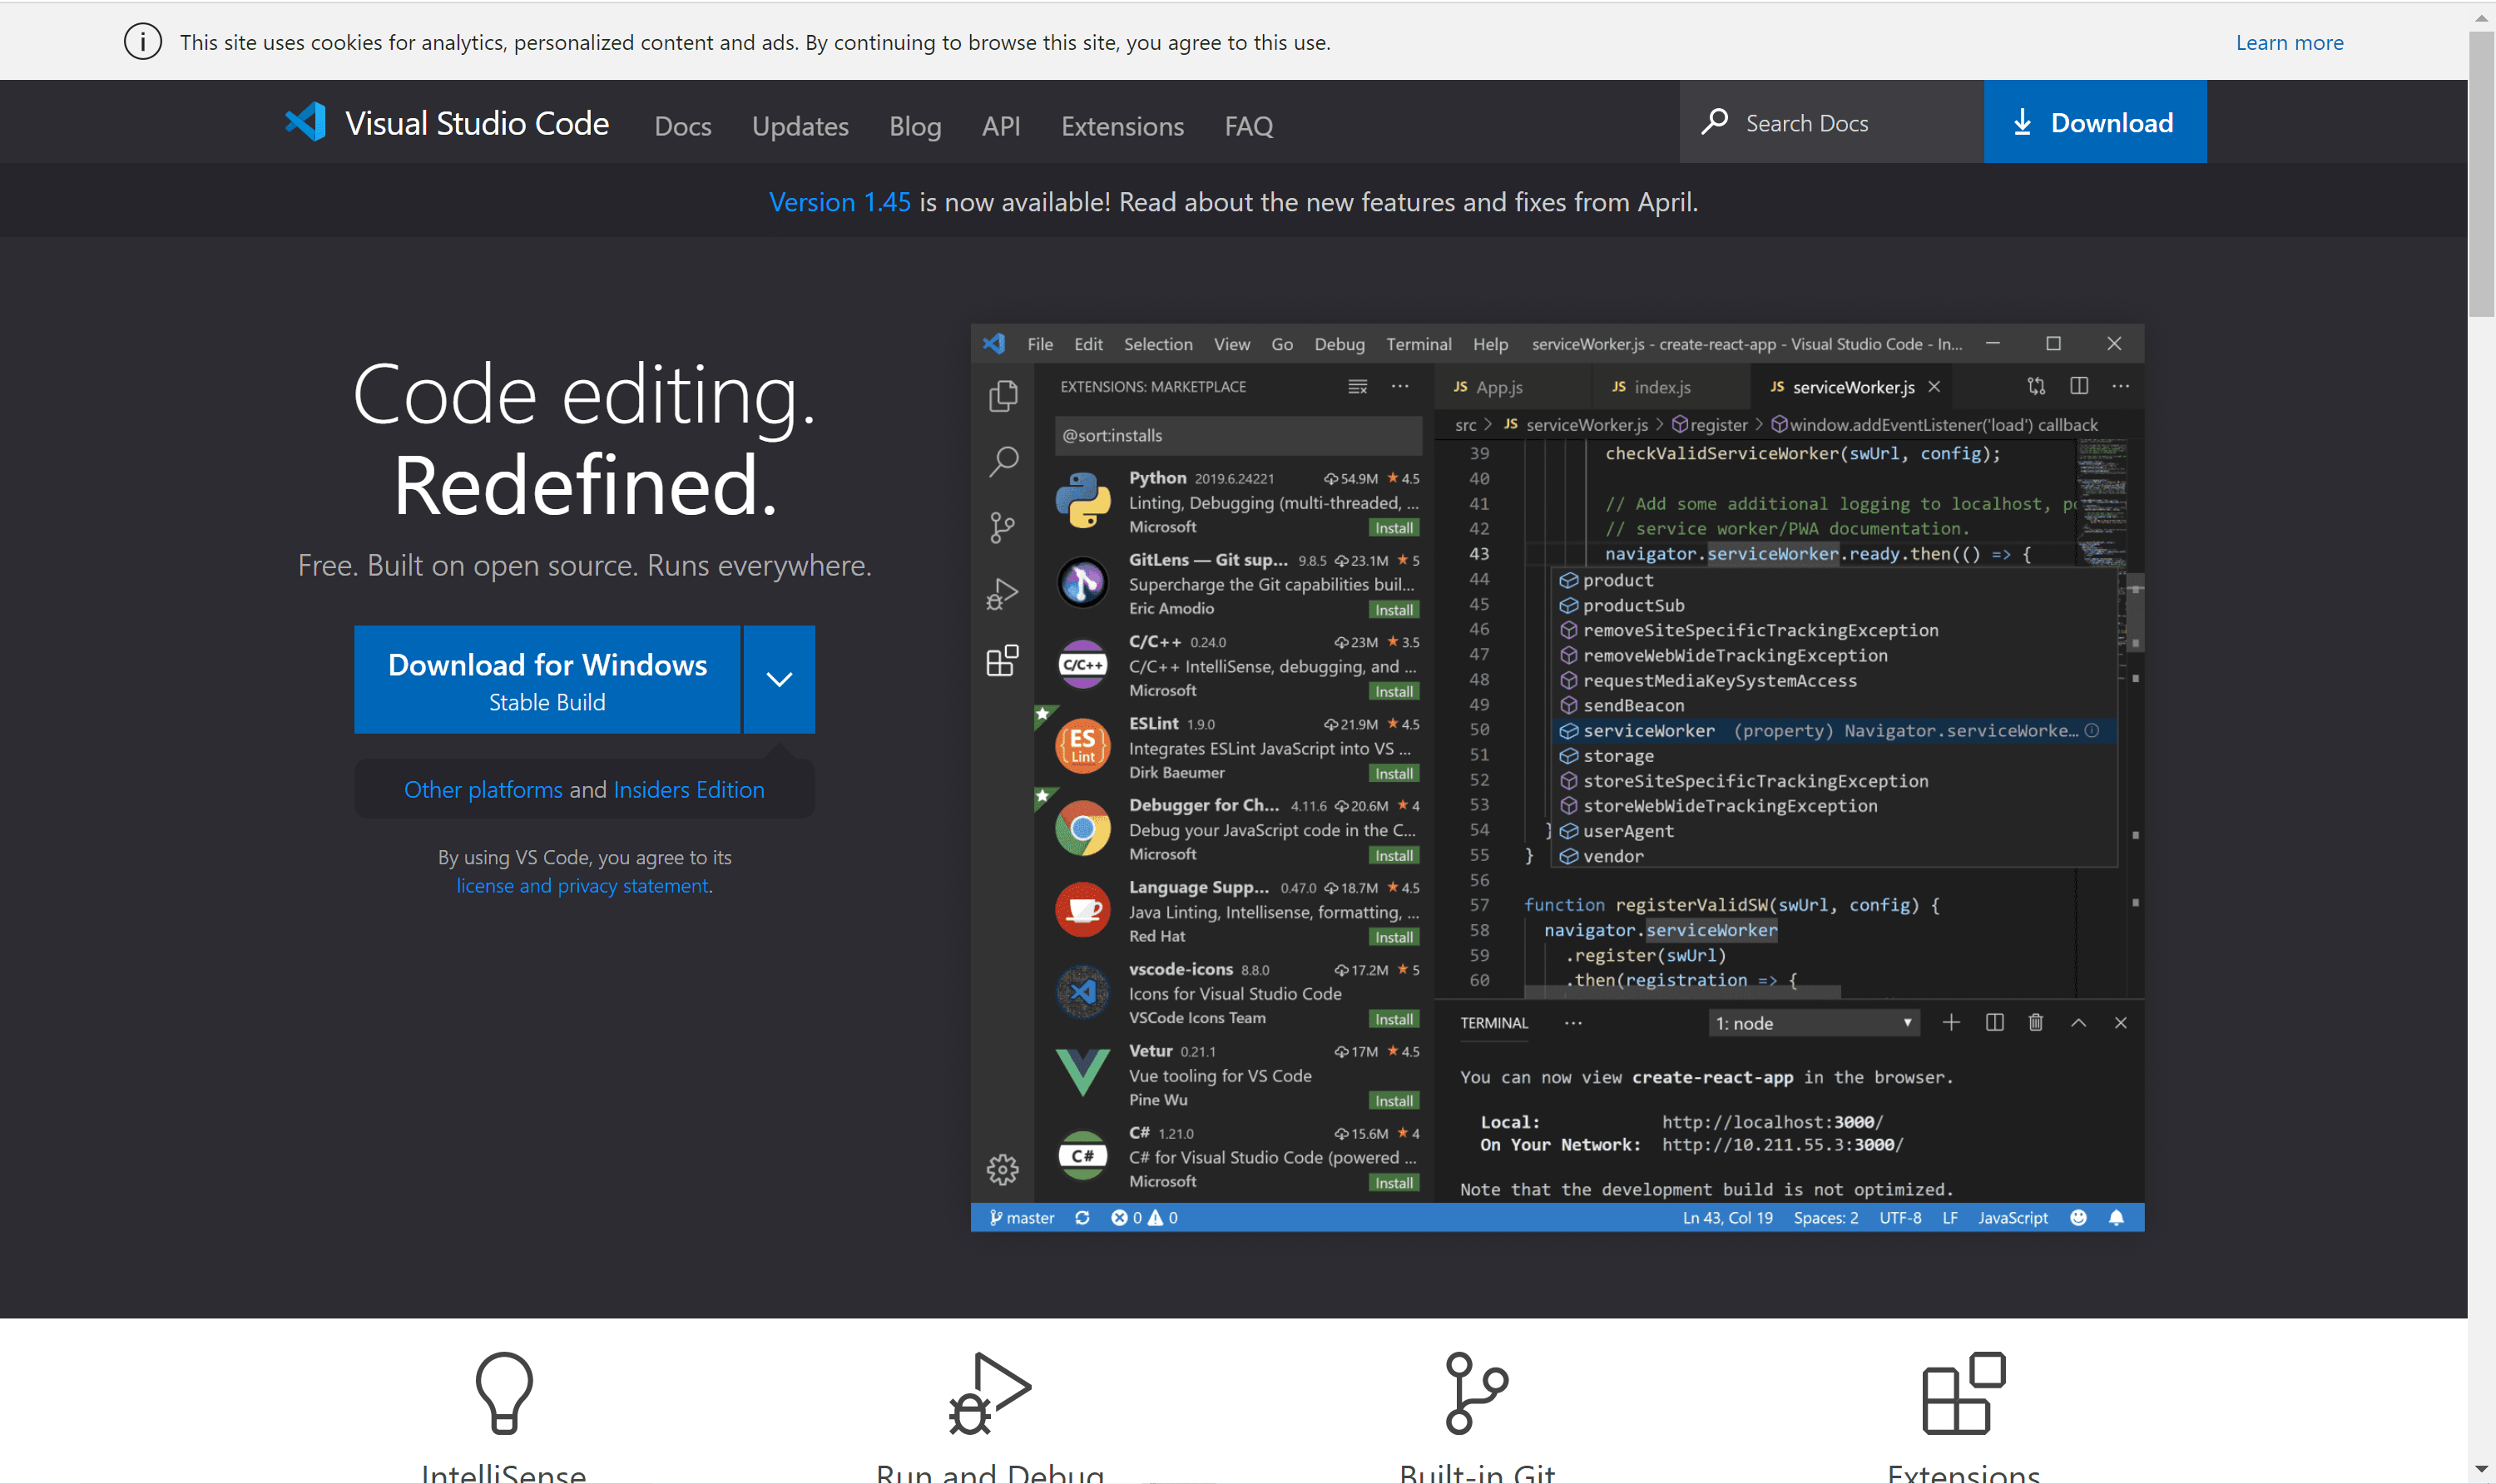 This site uses cookies for analytics, personalized content and ads. By continuing to browse this site, you agree to this use.
Learn more
Visual Studio Code
Docs
Updates
Blog
API
Extensions
FAQ
Search Docs
Download
Version 1.45 is now available! Read about the new features and fixes from April.
Code editing.
Redefined.
Free. Built on open source. Runs everywhere.
Download for Windows
Stable Build
Other platforms and Insiders Edition
By using VS Code, you agree to its
license and privacy statement.
File Edit Selection View Go Debug Terminal Help serviceWorker.js - create-react-app - Visual Studio Code - In...
EXTENSIONS: MARKETPLACE
@sort:installs
Python 2019.6.24221 54.9M 4.5
Linting, Debugging (multi-threaded, ...
Microsoft Install
GitLens — Git sup... 9.8.5 23.1M 5
Supercharge the Git capabilities buil...
Eric Amodio Install
C/C++
C/C++ 0.24.0 23M 3.5
C/C++ IntelliSense, debugging, and ...
Microsoft Install
ES
Lint
ESLint 1.9.0 21.9M 4.5
Integrates ESLint JavaScript into VS ...
Dirk Baeumer Install
Debugger for Ch... 4.11.6 20.6M 4
Debug your JavaScript code in the C...
Microsoft Install
Language Supp... 0.47.0 18.7M 4.5
Java Linting, Intellisense, formatting, ...
Red Hat Install
vscode-icons 8.8.0 17.2M 5
Icons for Visual Studio Code
VSCode Icons Team Install
Vetur 0.21.1 17M 4.5
Vue tooling for VS Code
Pine Wu Install
C#
C# 1.21.0 15.6M 4
C# for Visual Studio Code (powered ...
Microsoft Install
JS App.js
JS index.js
JS serviceWorker.js
src > JS serviceWorker.js > register > window.addEventListener('load') callback
39 checkValidServiceWorker(swUrl, config);
40
41 // Add some additional logging to localhost,
42 // service worker/PWA documentation.
43 navigator.serviceWorker.ready.then(() => {
44 product
45 productSub
46 removeSiteSpecificTrackingException
47 removeWebWideTrackingException
48 requestMediaKeySystemAccess
49 sendBeacon
50 serviceWorker (property) Navigator.serviceWorke...
51 storage
52 storeSiteSpecificTrackingException
53 storeWebWideTrackingException
54 } userAgent
55 } vendor
56
57 function registerValidSW(swUrl, config) {
58 navigator.serviceWorker
59 .register(swUrl)
60 .then(registration => {
TERMINAL ... 1: node
You can now view create-react-app in the browser.
Local: http://localhost:3000/
On Your Network: http://10.211.55.3:3000/
Note that the development build is not optimized.
master 0 0
Ln 43, Col 19 Spaces: 2 UTF-8 LF JavaScript
IntelliSense
Run and Debug
Built-in Git
Extensions